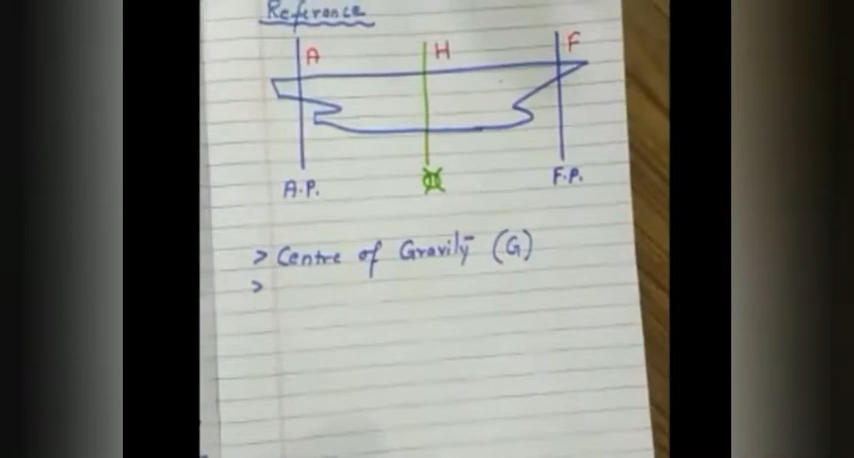 Reference
A H F
A.P. F.P.
> Centre of Gravity (G)
>